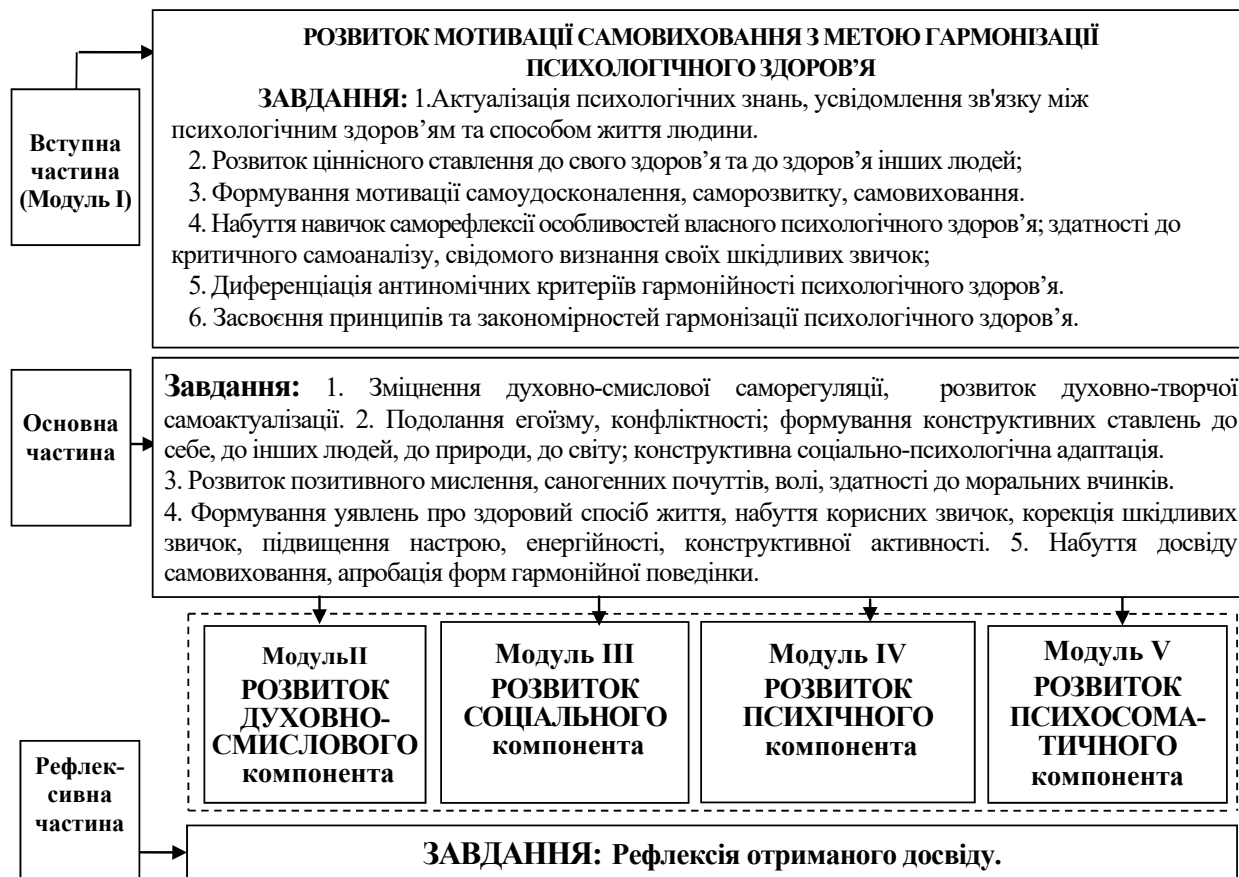 РОЗВИТОК МОТИВАЦІЇ САМОВИХОВАННЯ З МЕТОЮ ГАРМОНІЗАЦІЇ
ПСИХОЛОГІЧНОГО ЗДОРОВ’Я
ЗАВДАННЯ: 1.Актуалізація психологічних знань, усвідомлення зв'язку між
психологічним здоров’ям та способом життя людини.
2. Розвиток ціннісного ставлення до свого здоров’я та до здоров’я інших людей;
3. Формування мотивації самоудосконалення, саморозвитку, самовиховання.
4. Набуття навичок саморефлексії особливостей власного психологічного здоров’я; здатності до
критичного самоаналізу, свідомого визнання своїх шкідливих звичок;
5. Диференціація антиномічних критеріїв гармонійності психологічного здоров’я.
6. Засвоєння принципів та закономірностей гармонізації психологічного здоров’я.
Вступна
частина
(Модуль I)
Основна
частина
Завдання: 1. Зміцнення духовно-смислової саморегуляції, розвиток духовно-творчої
самоактуалізації. 2. Подолання егоїзму, конфліктності; формування конструктивних ставлень до
себе, до інших людей, до природи, до світу; конструктивна соціально-психологічна адаптація.
3. Розвиток позитивного мислення, саногенних почуттів, волі, здатності до моральних вчинків.
4. Формування уявлень про здоровий спосіб життя, набуття корисних звичок, корекція шкідливих
звичок, підвищення настрою, енергійності, конструктивної активності. 5. Набуття досвіду
самовиховання, апробація форм гармонійної поведінки.
МодульII
РОЗВИТОК
ДУХОВНО-
СМИСЛОВОГО
компонента
Модуль III
РОЗВИТОК
СОЦІАЛЬНОГО
компонента
Модуль IV
РОЗВИТОК
ПСИХІЧНОГО
компонента
Модуль V
РОЗВИТОК
ПСИХОСОМА-
ТИЧНОГО
компонента
Рефлек-
сивна
частина
ЗАВДАННЯ: Рефлексія отриманого досвіду.